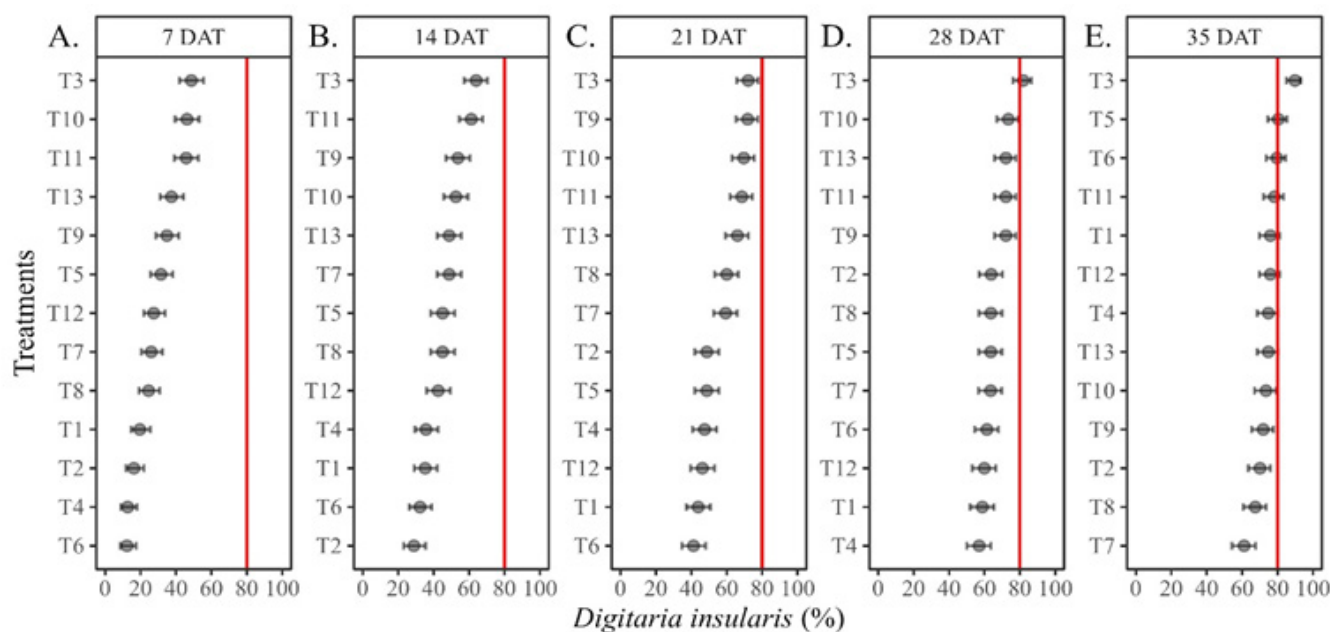 A. 7 DAT B. 14 DAT C. 21 DAT D. 28 DAT E. 35 DAT
T3 T3 T3 T3 T3
T10 T11 T9 T10 T5
T11 T9 T10 T13 T6
T13 T10 T11 T11 T11
T9 T13 T13 T9 T1
T5 T7 T8 T2 T12
T12 T5 T7 T8 T4
T7 T8 T2 T5 T13
T8 T12 T5 T7 T10
T1 T4 T4 T6 T9
T2 T1 T12 T12 T2
T4 T6 T1 T1 T8
T6 T2 T6 T4 T7
Treatments
0 20 40 60 80 100 0 20 40 60 80 100 0 20 40 60 80 100 0 20 40 60 80 100 0 20 40 60 80 100
Digitaria insularis (%)